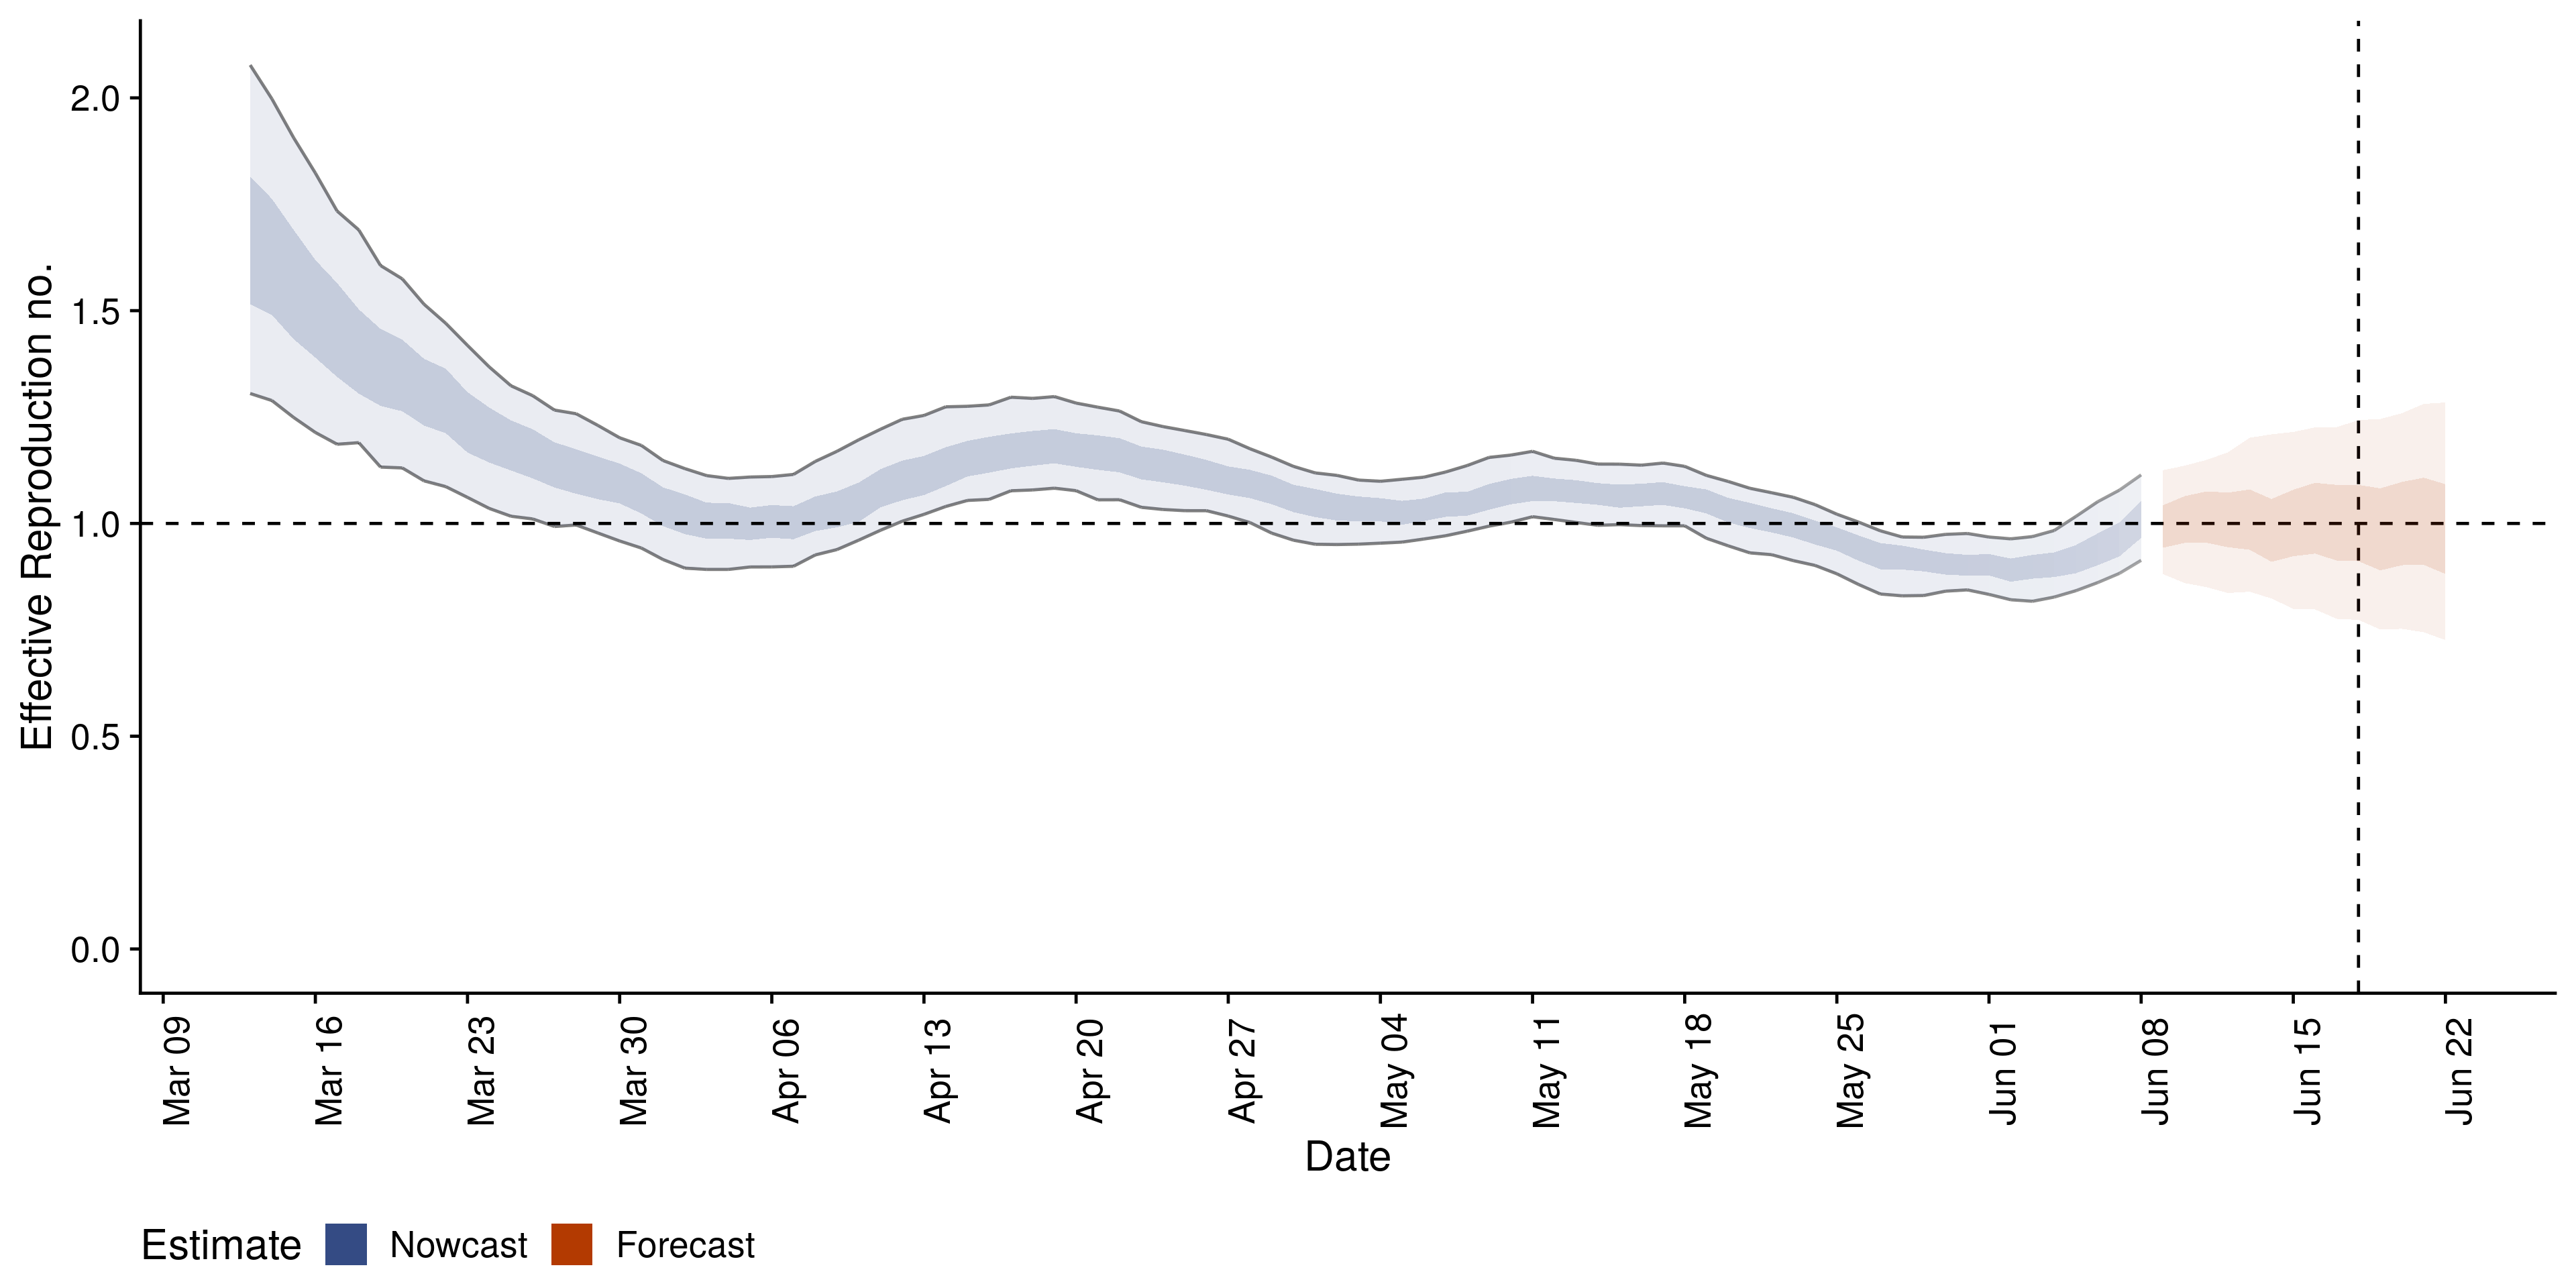 Effective Reproduction no.
2.0
1.5
1.0
0.5
0.0
Mar 09
Mar 16
Mar 23
Mar 30
Apr 06
Apr 13
Apr 20
Apr 27
May 04
May 11
May 18
May 25
Jun 01
Jun 08
Jun 15
Jun 22
Date
Estimate Nowcast Forecast